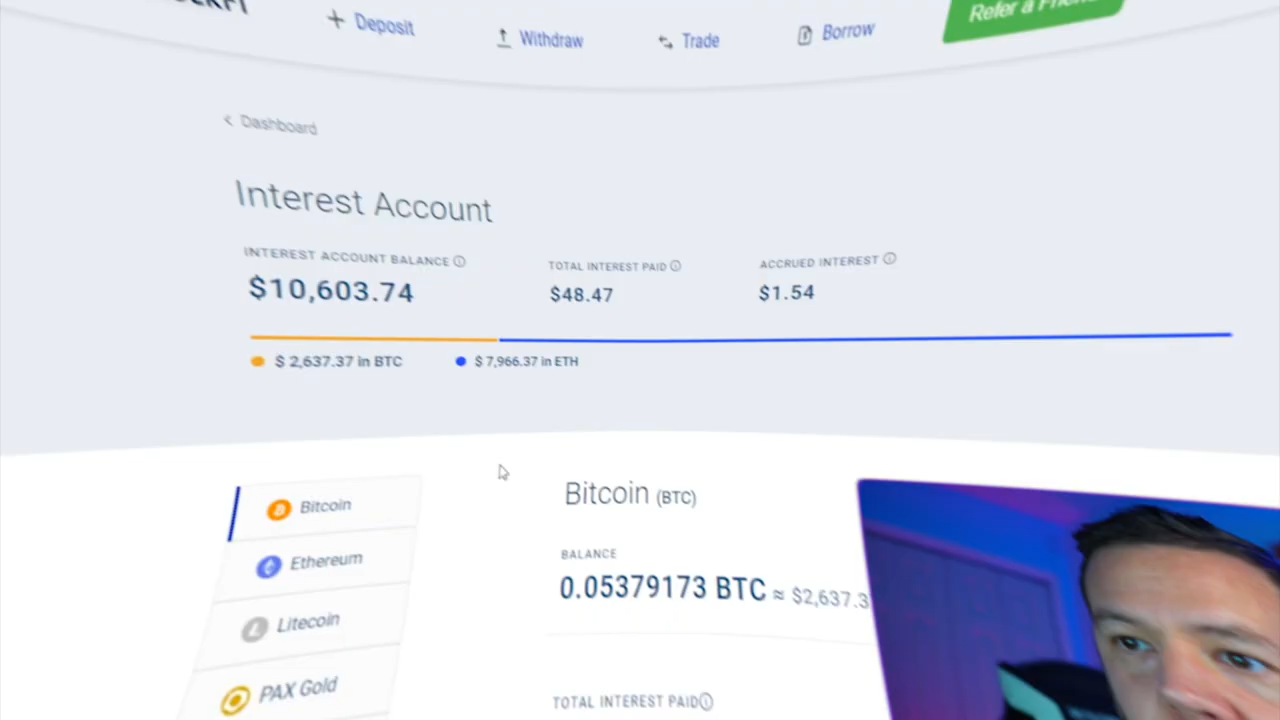 Deposit
Withdraw
Trade
Borrow
Refer a
Dashboard
Interest Account
INTEREST ACCOUNT BALANCE
TOTAL INTEREST PAID
ACCRUED INTEREST
$10,603.74
$48.47
$1.54
$ 2,637.37 in BTC
$ 7,966.37 in ETH
Bitcoin
Ethereum
Litecoin
PAX Gold
Bitcoin (BTC)
BALANCE
0.05379173 BTC ≈ $2,637.3
TOTAL INTEREST PAID